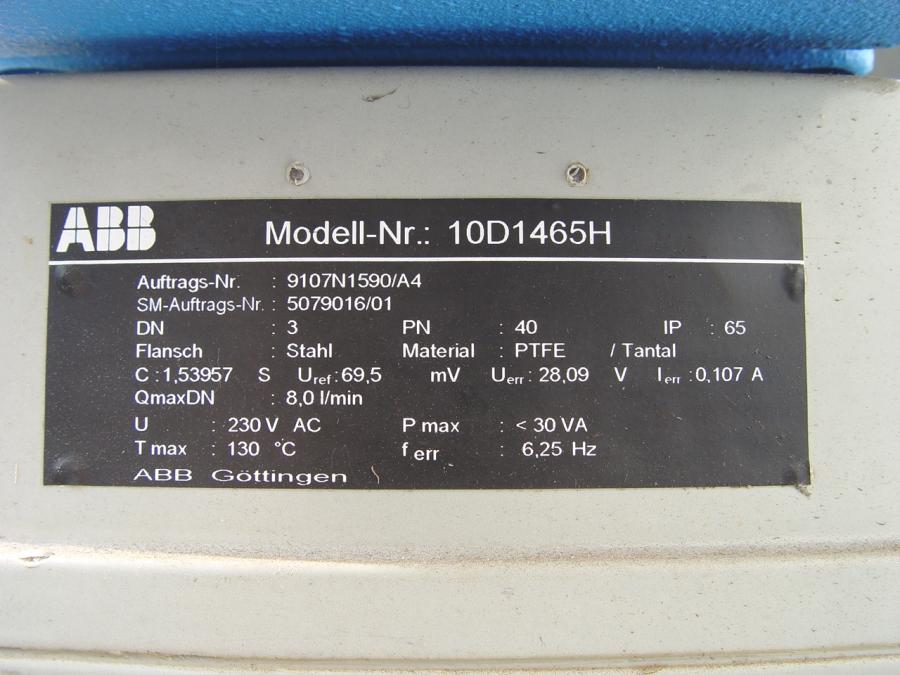 ABB Modell-Nr.: 10D1465H
Auftrags-Nr. : 9107N1590/A4
SM-Auftrags-Nr. : 5079016/01
DN : 3 PN : 40 IP : 65
Flansch : Stahl Material : PTFE / Tantal
C : 1,53957 S Uref : 69,5 mV Uerr : 28,09 V Ierr : 0,107 A
QmaxDN : 8,0 l/min
U : 230 V AC P max : < 30 VA
T max : 130 °C f err : 6,25 Hz
ABB Göttingen